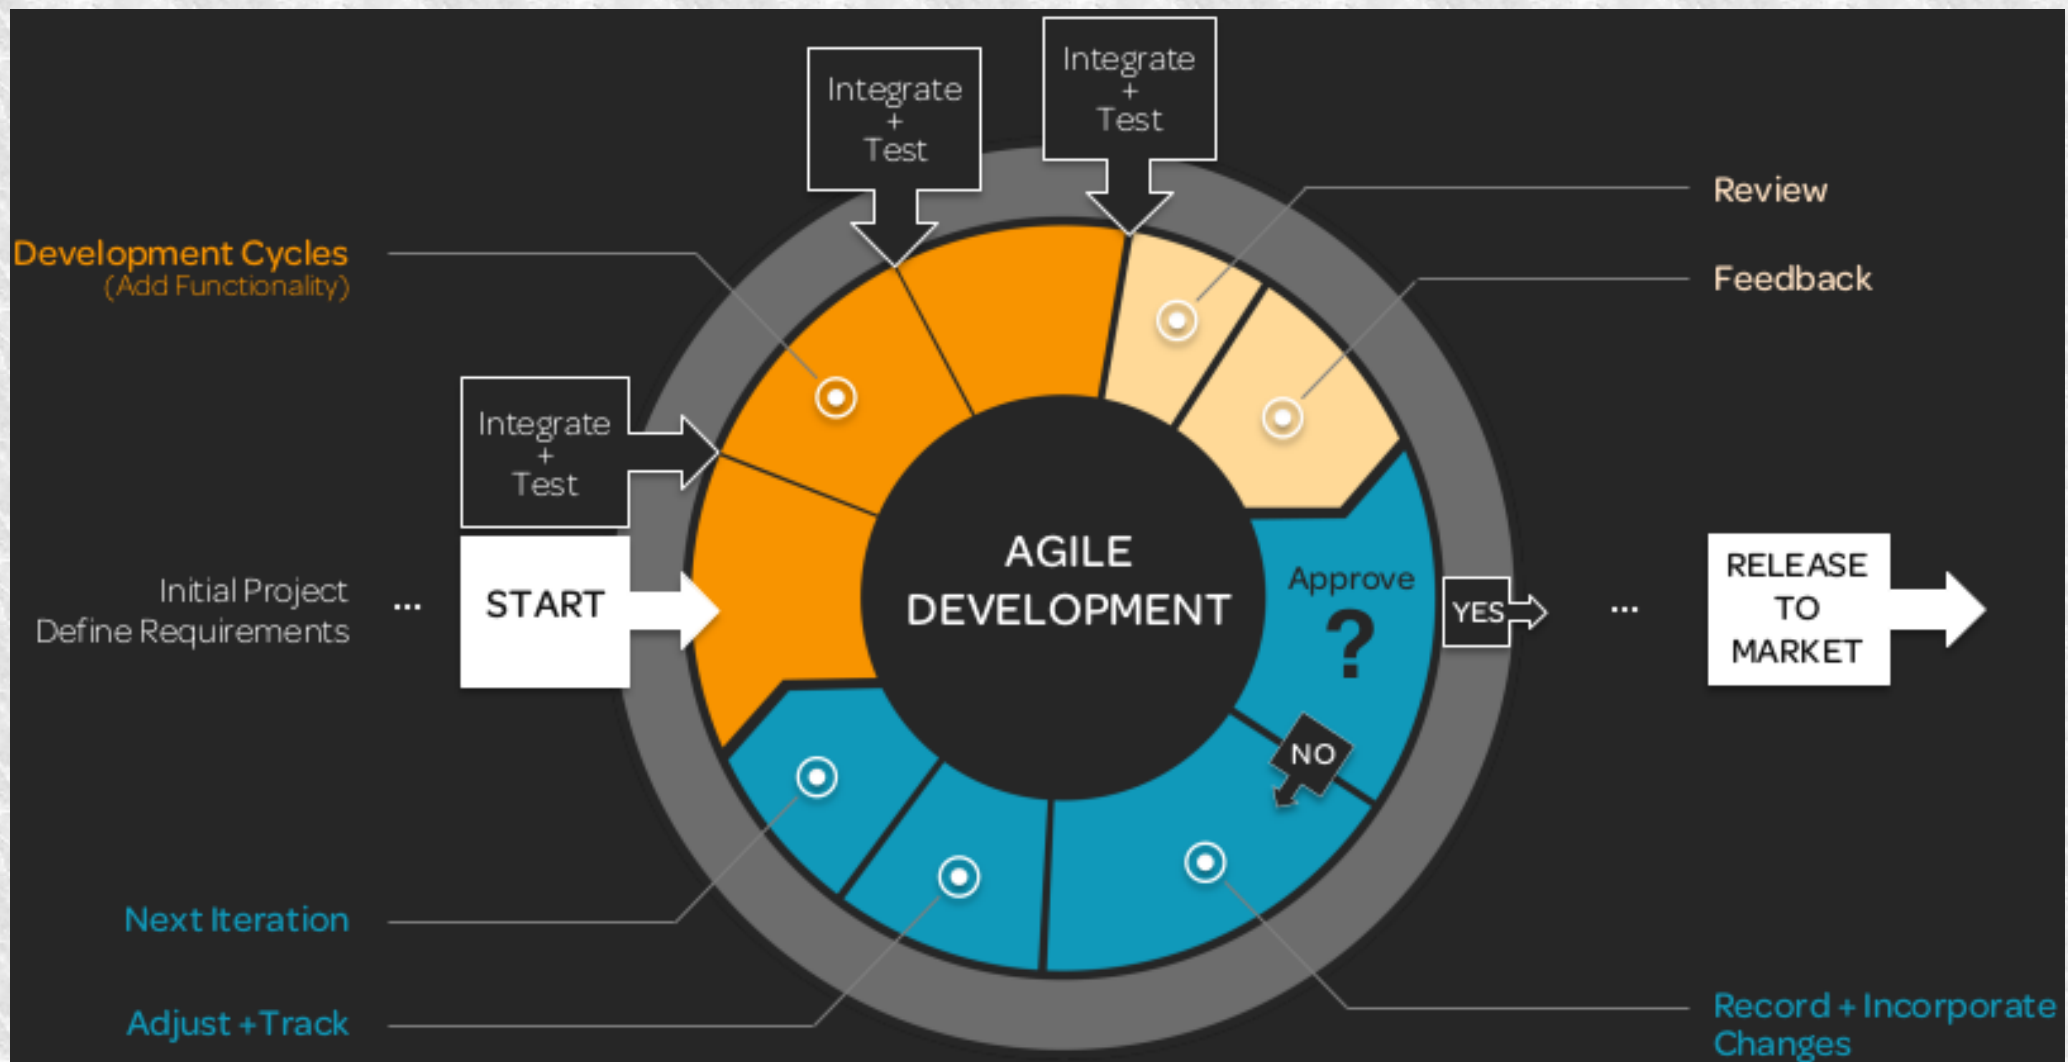 Integrate
+
Test
Integrate
+
Test
Review
Development Cycles
(Add Functionality)
Feedback
Integrate
+
Test
AGILE
DEVELOPMENT
Initial Project
Define Requirements
...
START
Approve
?
YES
...
RELEASE
TO
MARKET
NO
Next Iteration
Adjust +Track
Record + Incorporate
Changes